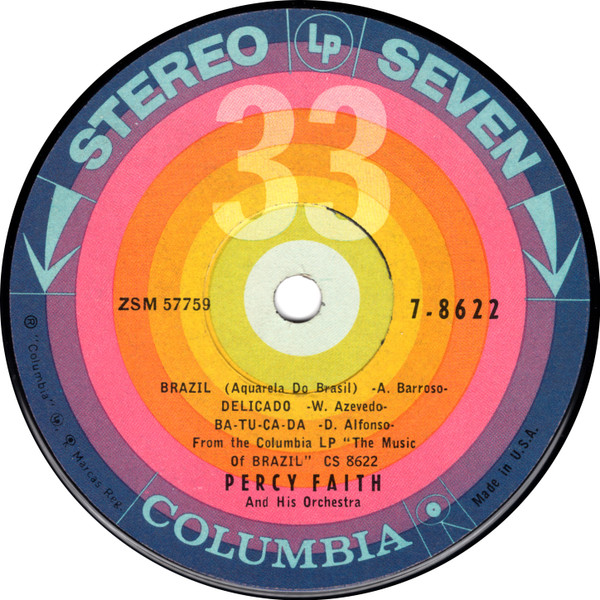 STEREO LP SEVEN
33
ZSM 57759
7-8622
BRAZIL (Aquarela Do Brasil) -A. Barroso-
DELICADO -W. Azevedo-
BA-TU-CA-DA -D. Alfonso-
From the Columbia LP "The Music
Of BRAZIL" CS 8622
PERCY FAITH
And His Orchestra
® "Columbia" Marcas Reg.
Made in U.S.A.
COLUMBIA